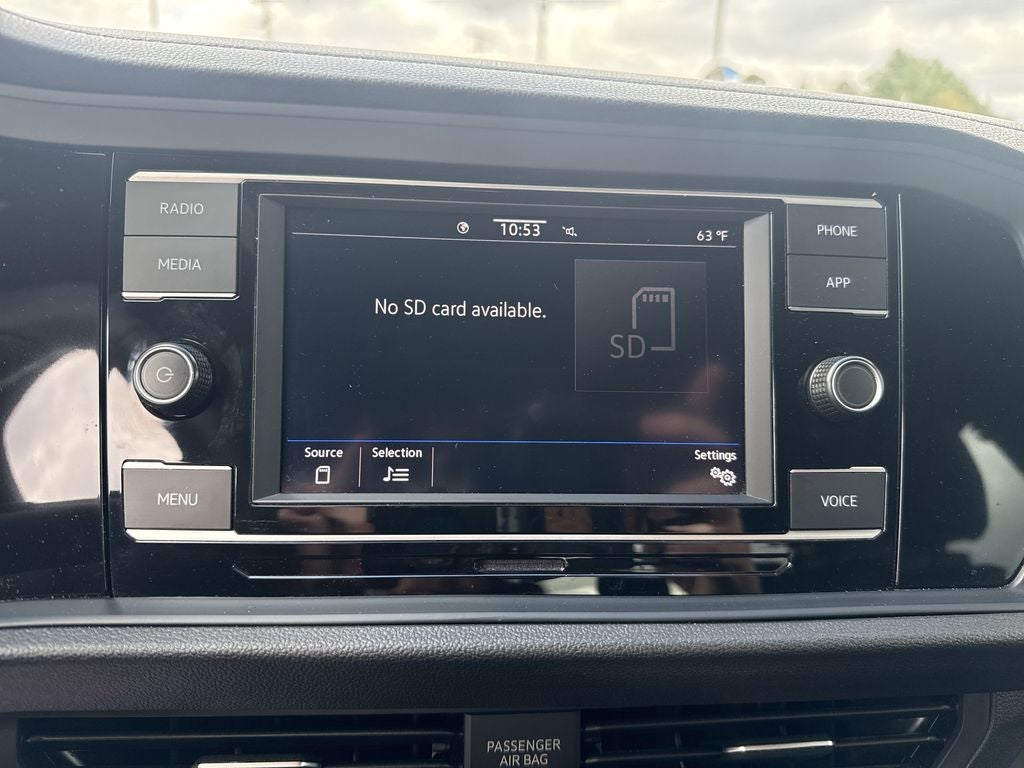 RADIO
MEDIA
10:53
63 °F
PHONE
APP
No SD card available.
SD
Source
Selection
Settings
MENU
VOICE
PASSENGER
AIR BAG